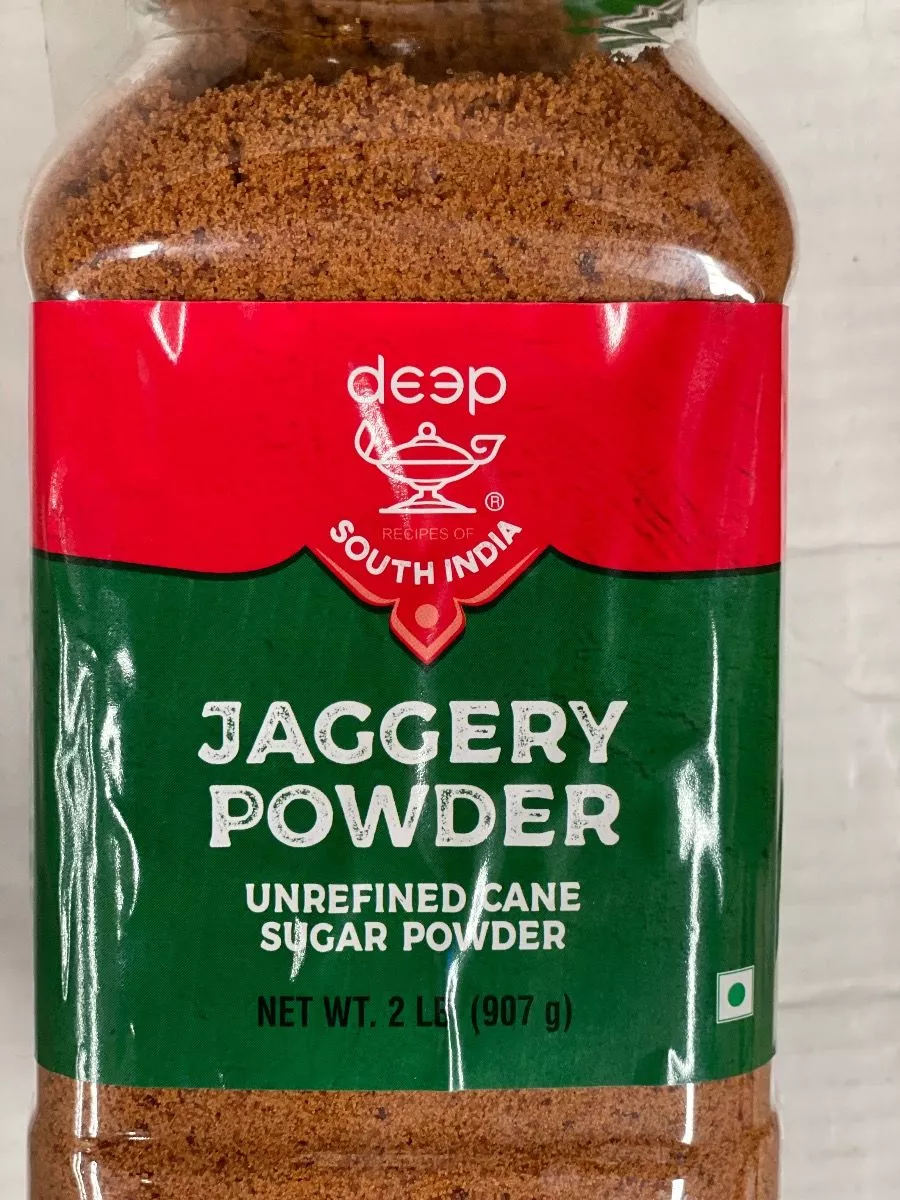 deep
®
RECIPES OF
SOUTH INDIA
JAGGERY
POWDER
UNREFINED CANE
SUGAR POWDER
NET WT. 2 LB (907 g)